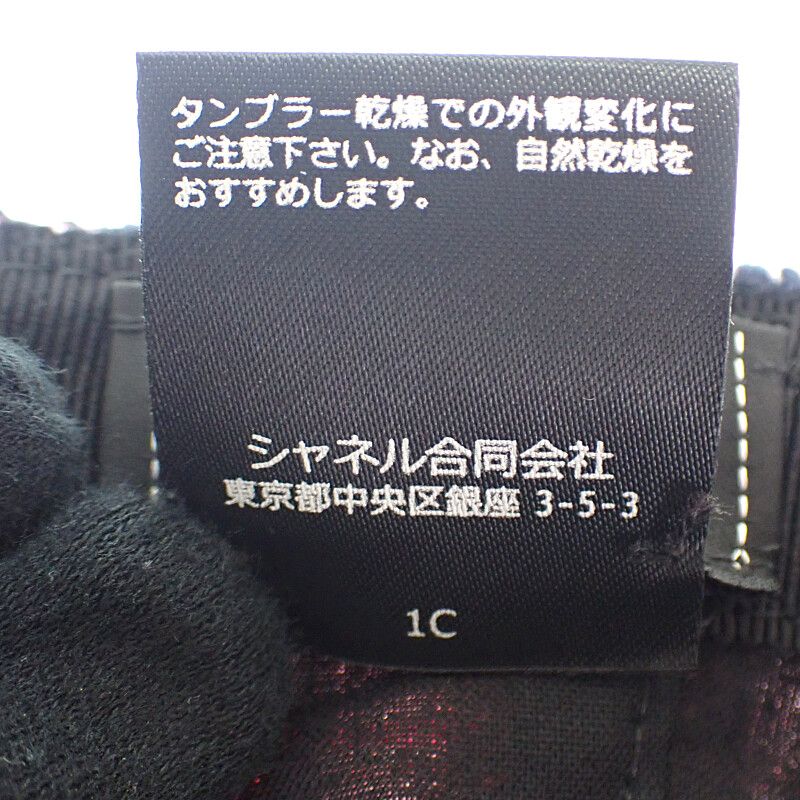 タンブラー乾燥での外観変化に
ご注意下さい。なお、自然乾燥を
おすすめします。
シャネル合同会社
東京都中央区銀座 3-5-3
1C